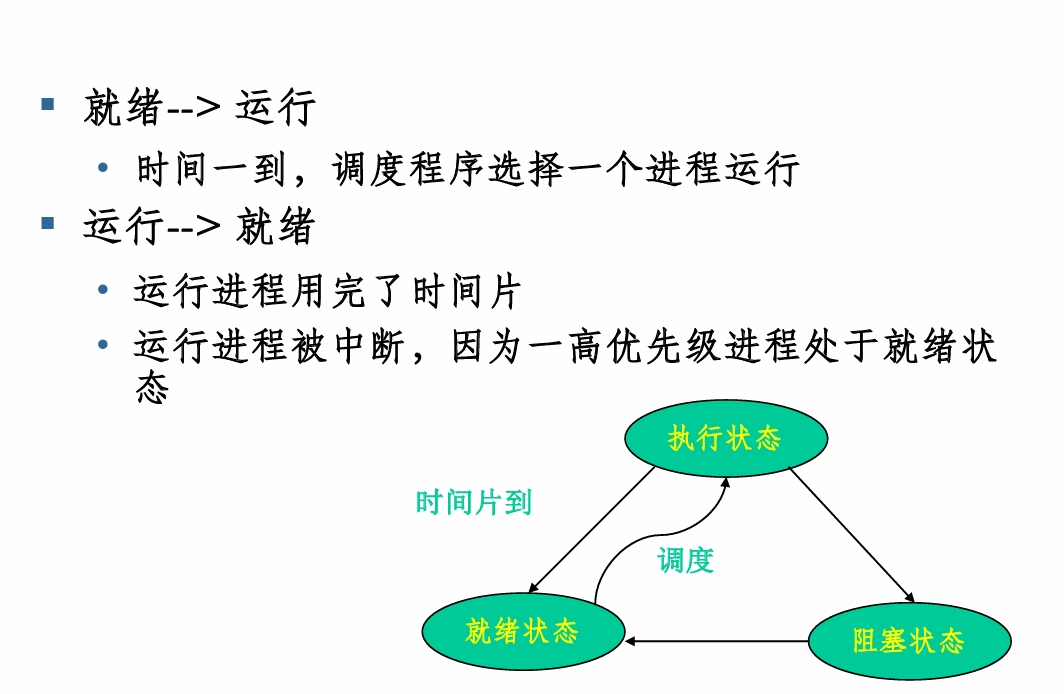 就绪--> 运行
时间一到，调度程序选择一个进程运行
运行--> 就绪
运行进程用完了时间片
运行进程被中断，因为一高优先级进程处于就绪状
态
执行状态
时间片到
调度
就绪状态
阻塞状态